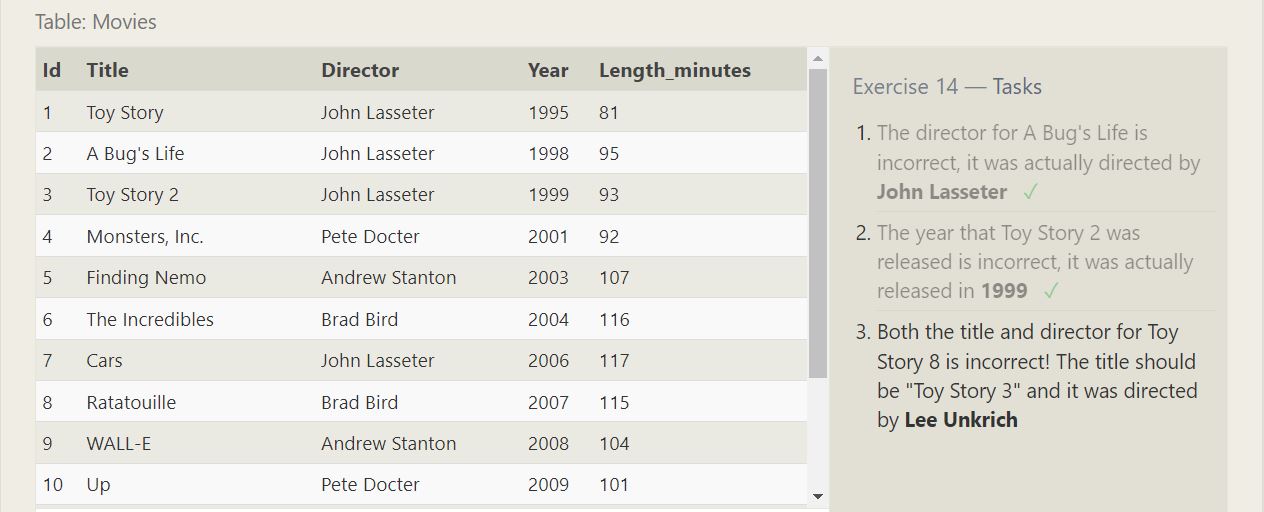 Table: Movies
Id Title Director Year Length_minutes
1 Toy Story John Lasseter 1995 81
2 A Bug's Life John Lasseter 1998 95
3 Toy Story 2 John Lasseter 1999 93
4 Monsters, Inc. Pete Docter 2001 92
5 Finding Nemo Andrew Stanton 2003 107
6 The Incredibles Brad Bird 2004 116
7 Cars John Lasseter 2006 117
8 Ratatouille Brad Bird 2007 115
9 WALL-E Andrew Stanton 2008 104
10 Up Pete Docter 2009 101
Exercise 14 — Tasks
1. The director for A Bug's Life is
incorrect, it was actually directed by
John Lasseter ✓
2. The year that Toy Story 2 was
released is incorrect, it was actually
released in 1999 ✓
3. Both the title and director for Toy
Story 8 is incorrect! The title should
be "Toy Story 3" and it was directed
by Lee Unkrich